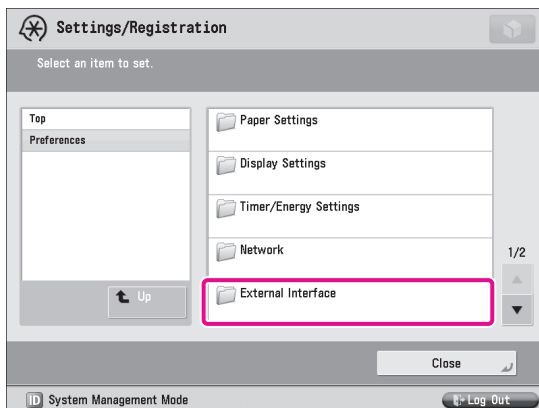 Settings/Registration
Select an item to set.
Top
Preferences
Up
Paper Settings
Display Settings
Timer/Energy Settings
Network
External Interface
1/2
Close
ID System Management Mode
Log Out